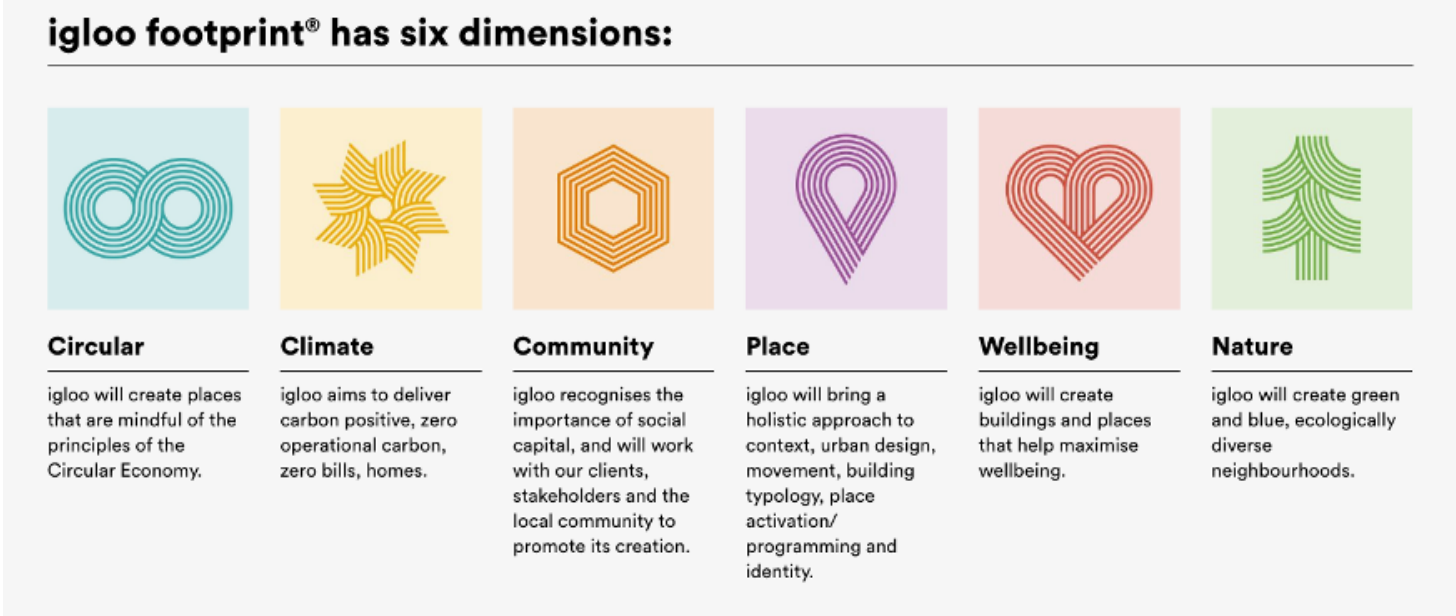 igloo footprint® has six dimensions:
Circular
igloo will create places
that are mindful of the
principles of the
Circular Economy.
Climate
igloo aims to deliver
carbon positive, zero
operational carbon,
zero bills, homes.
Community
igloo recognises the
importance of social
capital, and will work
with our clients,
stakeholders and the
local community to
promote its creation.
Place
igloo will bring a
holistic approach to
context, urban design,
movement, building
typology, place
activation/
programming and
identity.
Wellbeing
igloo will create
buildings and places
that help maximise
wellbeing.
Nature
igloo will create green
and blue, ecologically
diverse
neighbourhoods.